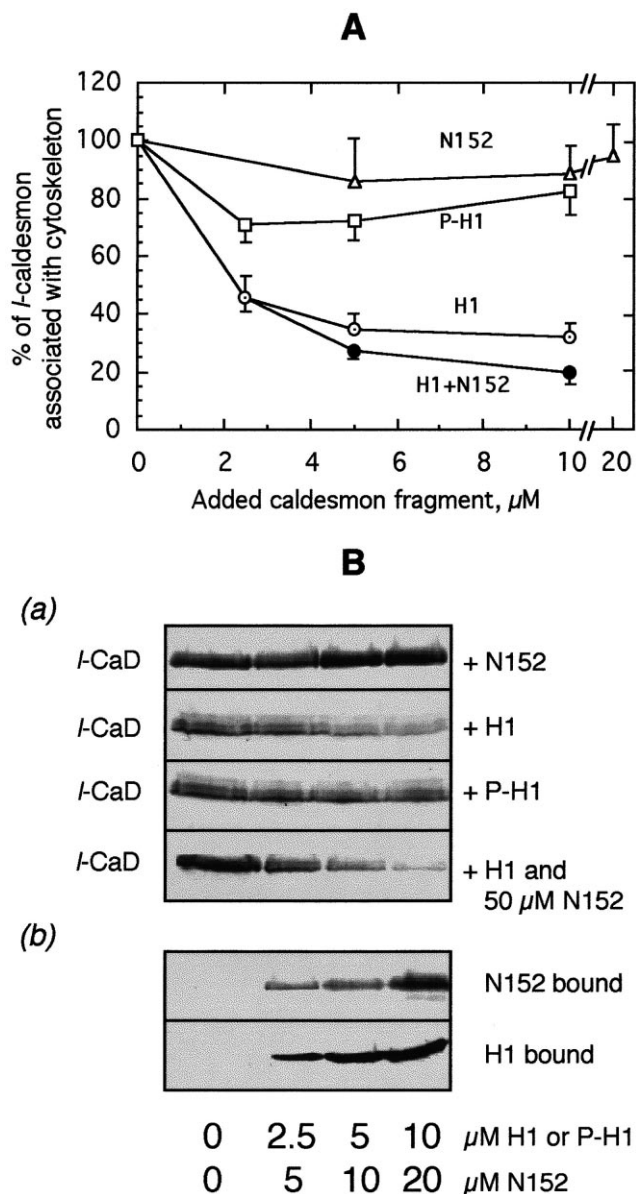 A
120
100
80
60
40
20
0
% of l-caldesmon
associated with cytoskeleton
N152
P-H1
H1
H1+N152
0 2 4 6 8 10 20
Added caldesmon fragment, µM
B
(a)
l-CaD + N152
l-CaD + H1
l-CaD + P-H1
l-CaD + H1 and
50 µM N152
(b)
N152 bound
H1 bound
0 2.5 5 10 µM H1 or P-H1
0 5 10 20 µM N152